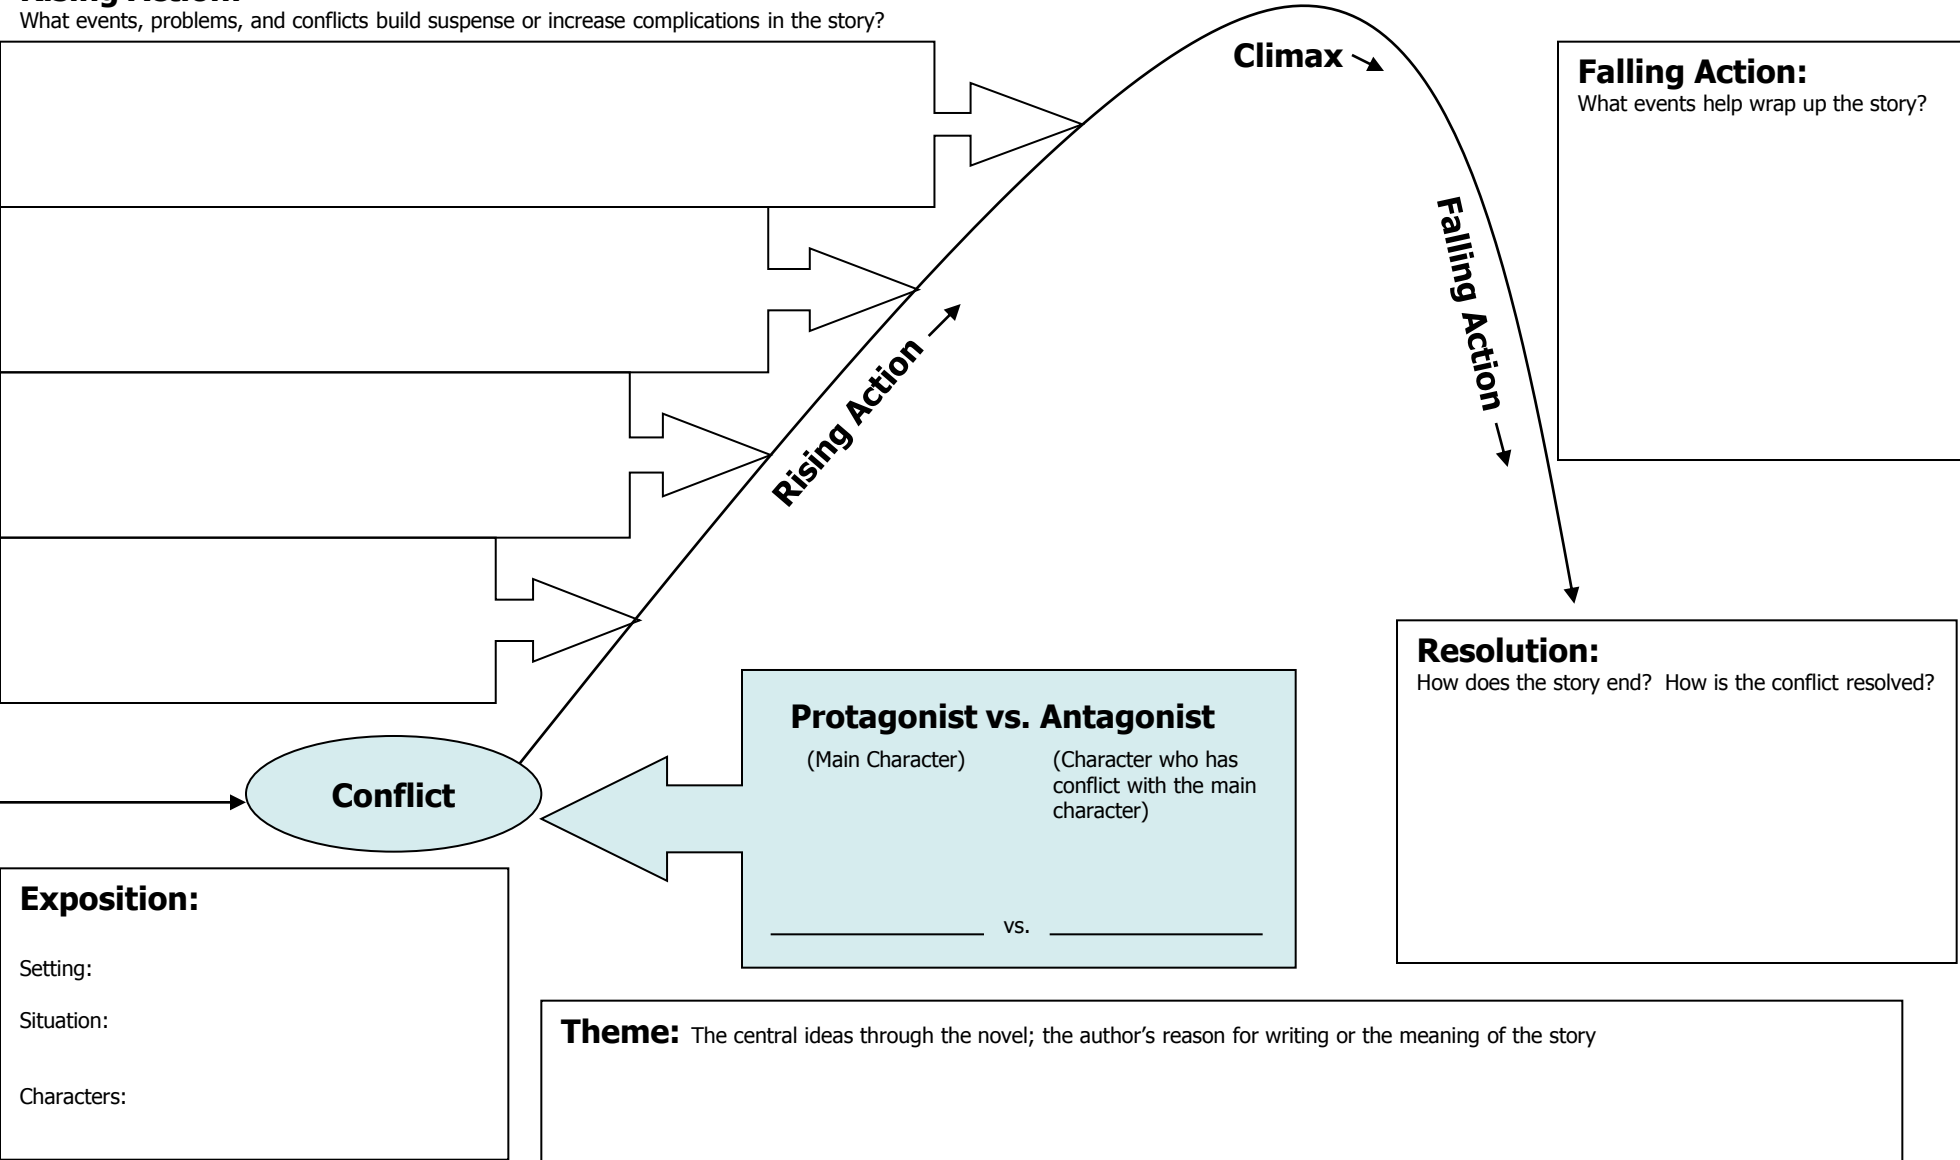 Rising Action:
What events, problems, and conflicts build suspense or increase complications in the story?
Climax
Falling Action:
What events help wrap up the story?
Falling Action
Rising Action
Resolution:
How does the story end?  How is the conflict resolved?
Protagonist vs. Antagonist
(Main Character)
(Character who has
conflict with the main
character)
vs.
Conflict
Exposition:
Setting:
Situation:
Characters:
Theme: The central ideas through the novel; the author’s reason for writing or the meaning of the story